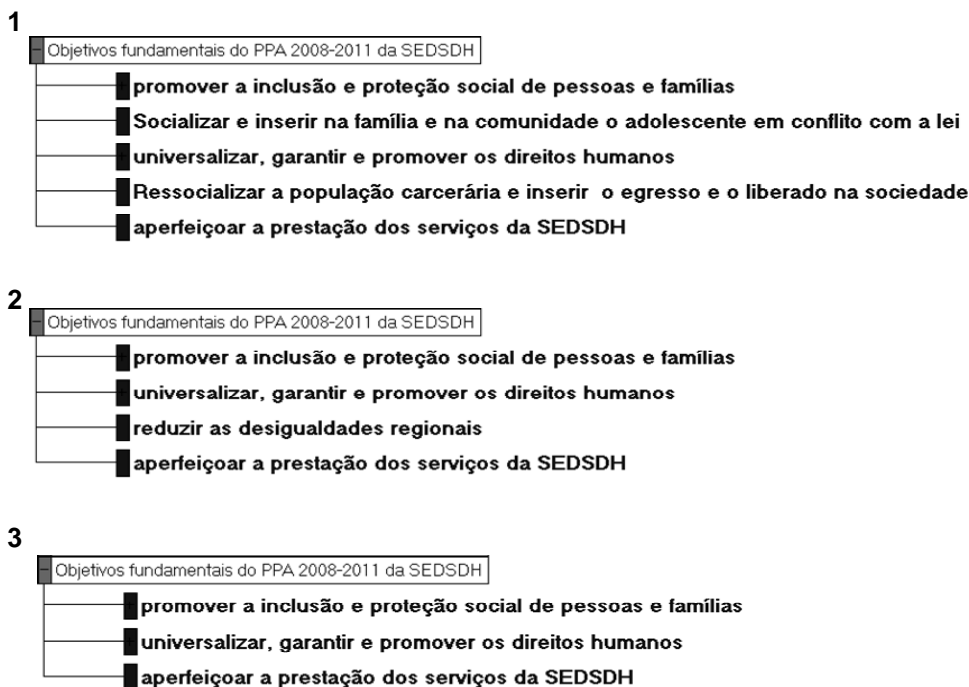 1
Objetivos fundamentais do PPA 2008-2011 da SEDSDH
promover a inclusão e proteção social de pessoas e famílias
Socializar e inserir na família e na comunidade o adolescente em conflito com a lei
universalizar, garantir e promover os direitos humanos
Ressocializar a população carcerária e inserir o egresso e o liberado na sociedade
aperfeiçoar a prestação dos serviços da SEDSDH
2
Objetivos fundamentais do PPA 2008-2011 da SEDSDH
promover a inclusão e proteção social de pessoas e famílias
universalizar, garantir e promover os direitos humanos
reduzir as desigualdades regionais
aperfeiçoar a prestação dos serviços da SEDSDH
3
Objetivos fundamentais do PPA 2008-2011 da SEDSDH
promover a inclusão e proteção social de pessoas e famílias
universalizar, garantir e promover os direitos humanos
aperfeiçoar a prestação dos serviços da SEDSDH